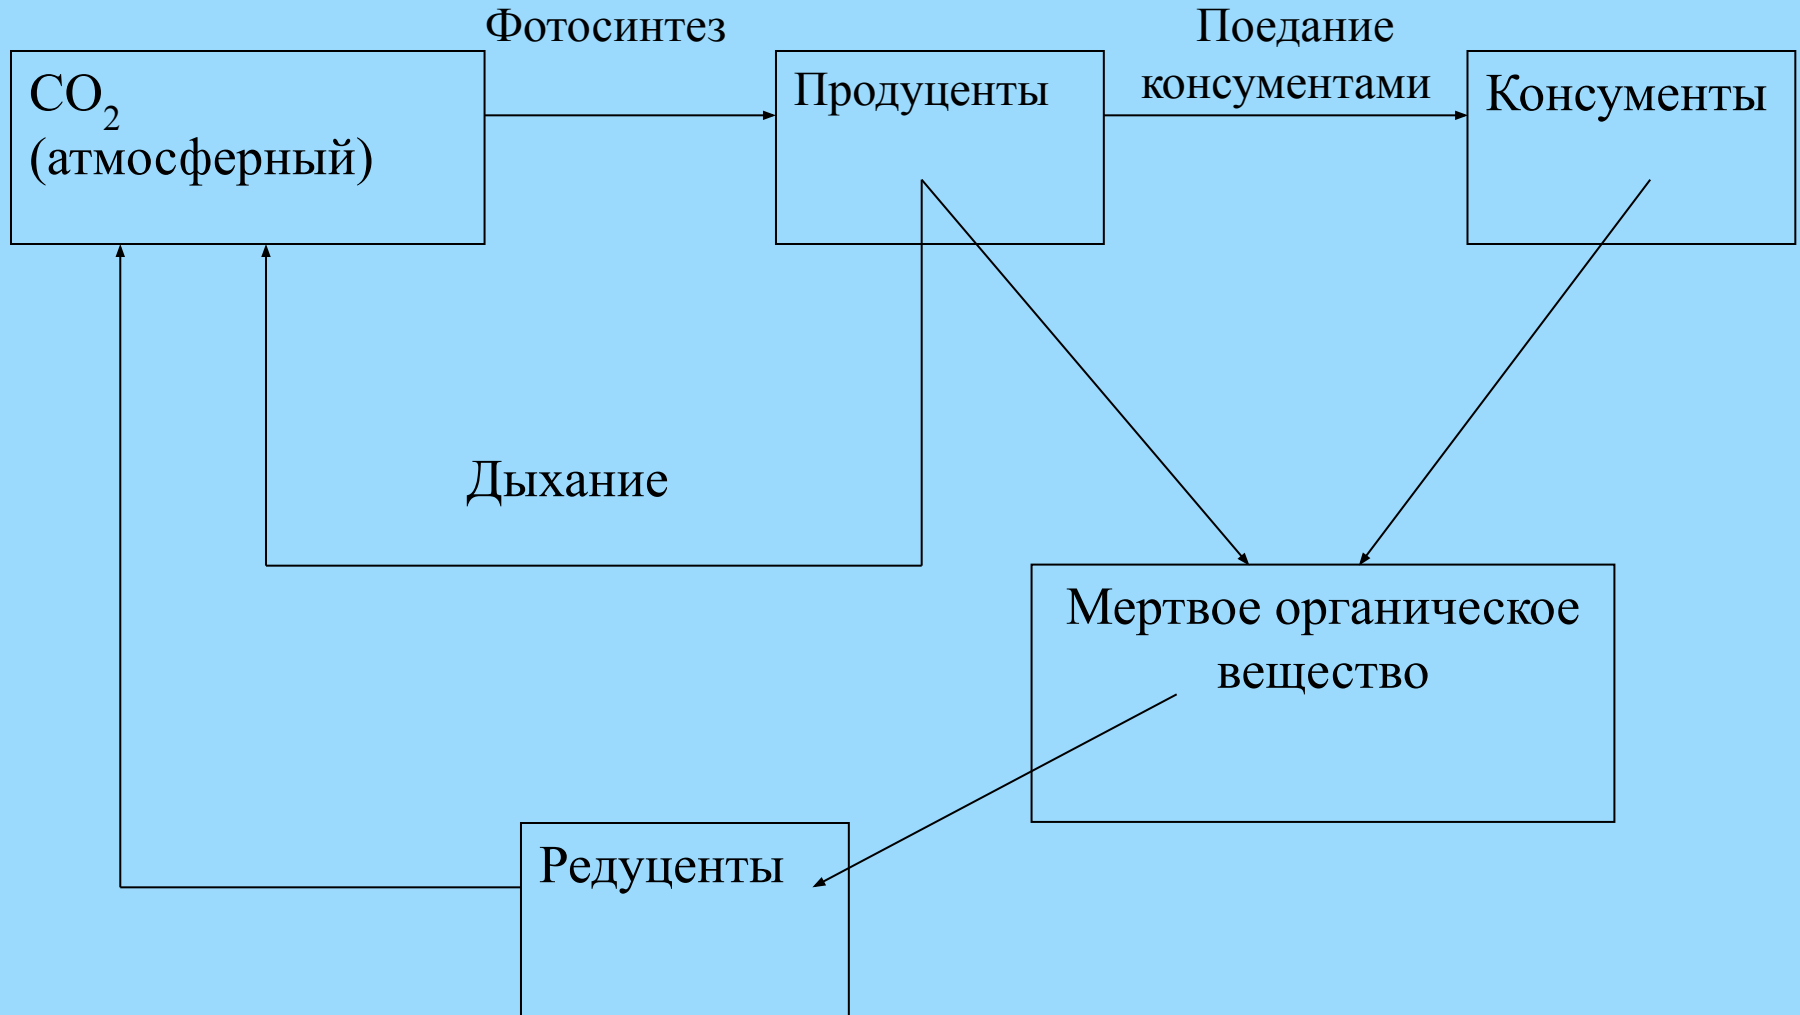 Фотосинтез
Поедание
консументами
CO₂
(атмосферный)
Продуценты
Консументы
Дыхание
Мертвое органическое
вещество
Редуценты